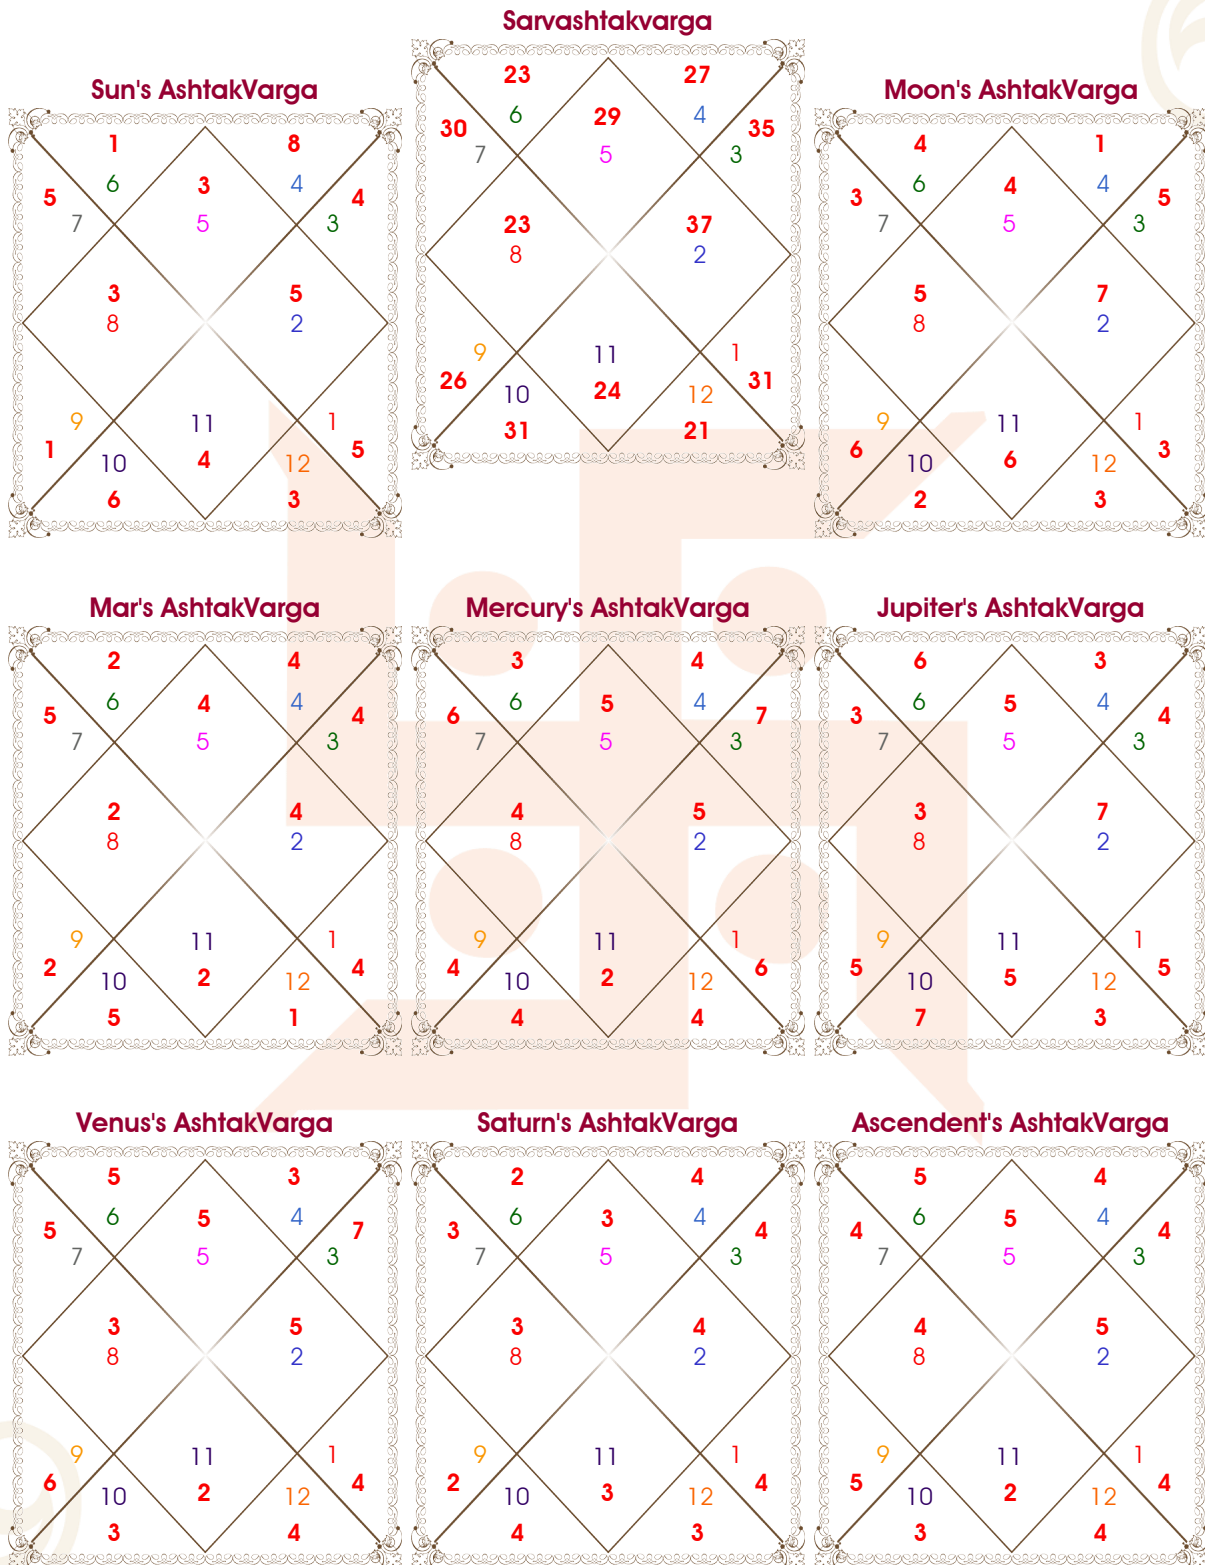 Sarvashtakvarga
23 27
6 29 4
30 35
7 5 3
23 37
8 2
9 11 1
26 24 31
10 12
31 21
Sun's AshtakVarga
1 8
6 3 4
5 4
7 5 3
3 5
8 2
9 11 1
1 4 5
10 12
6 3
Moon's AshtakVarga
4 1
6 4 4
3 5
7 5 3
5 7
8 2
9 11 1
6 6 3
10 12
2 3
Mar's AshtakVarga
2 4
6 4 4
5 4
7 5 3
2 4
8 2
9 11 1
2 2 4
10 12
5 1
Mercury's AshtakVarga
3 4
6 5 4
6 7
7 5 3
4 5
8 2
9 11 1
4 2 6
10 12
4 4
Jupiter's AshtakVarga
6 3
6 5 4
3 4
7 5 3
3 7
8 2
9 11 1
5 5 5
10 12
7 3
Venus's AshtakVarga
5 3
6 5 4
5 7
7 5 3
3 5
8 2
9 11 1
6 2 4
10 12
3 4
Saturn's AshtakVarga
2 4
6 3 4
3 4
7 5 3
3 4
8 2
9 11 1
2 3 4
10 12
4 3
Ascendent's AshtakVarga
5 4
6 5 4
4 4
7 5 3
4 5
8 2
9 11 1
5 2 4
10 12
3 4